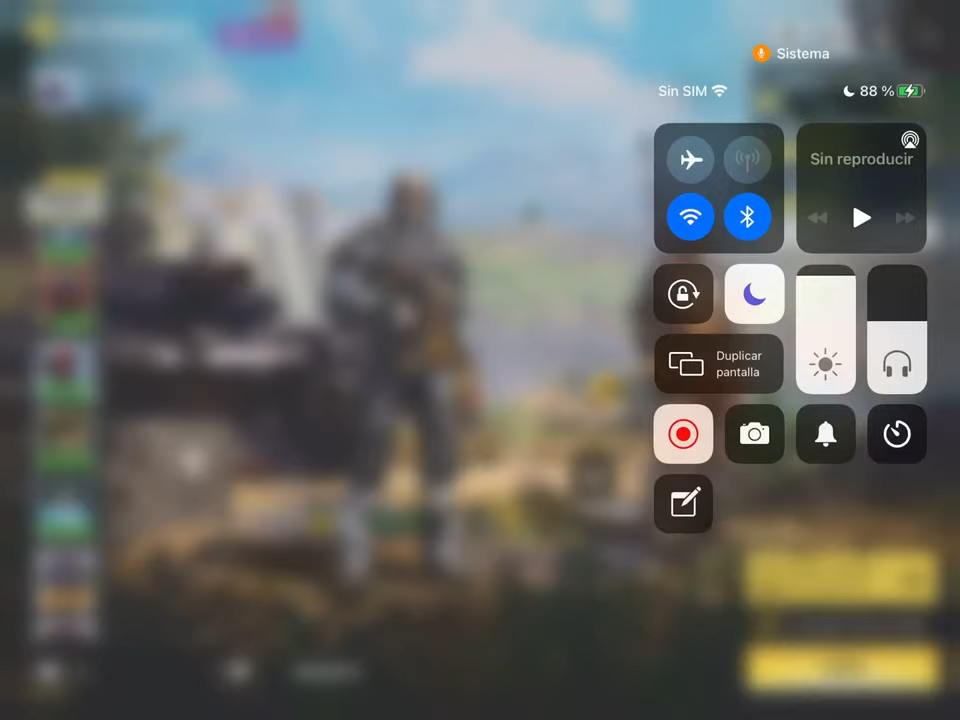 Sistema
Sin SIM
88 %
Sin reproducir
Duplicar
pantalla